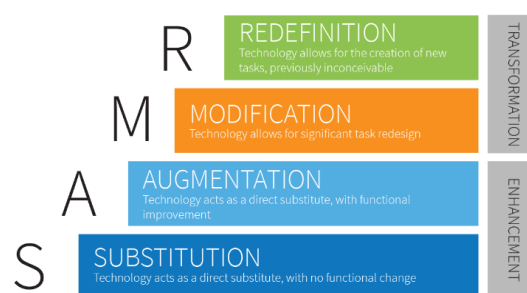 R
REDEFINITION
Technology allows for the creation of new
tasks, previously inconceivable
M
MODIFICATION
Technology allows for significant task redesign
TRANSFORMATION
A
AUGMENTATION
Technology acts as a direct substitute, with functional
improvement
S
SUBSTITUTION
Technology acts as a direct substitute, with no functional change
ENHANCEMENT